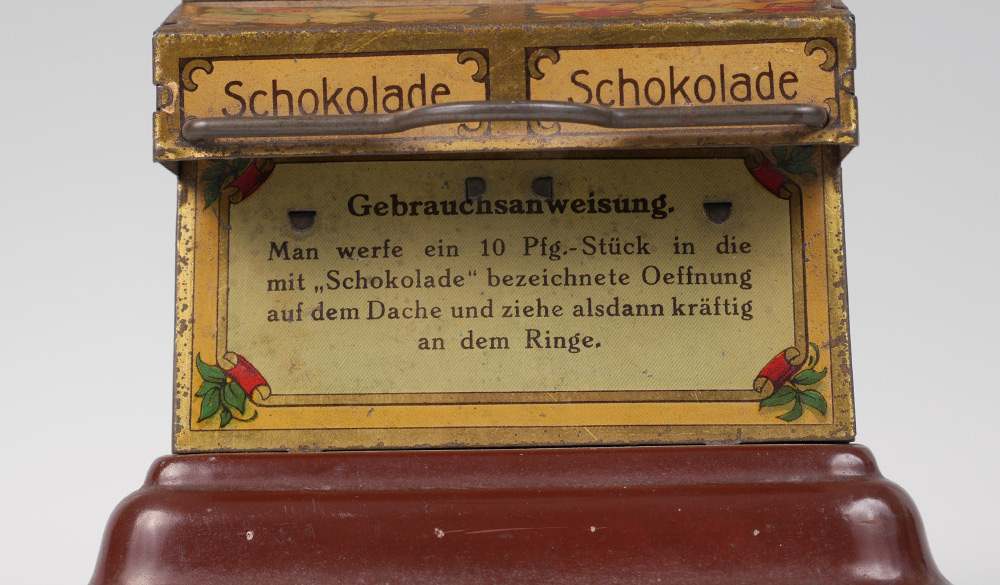 Schokolade Schokolade
Gebrauchsanweisung.
Man werfe ein 10 Pfg.-Stück in die
mit „Schokolade“ bezeichnete Oeffnung
auf dem Dache und ziehe alsdann kräftig
an dem Ringe.